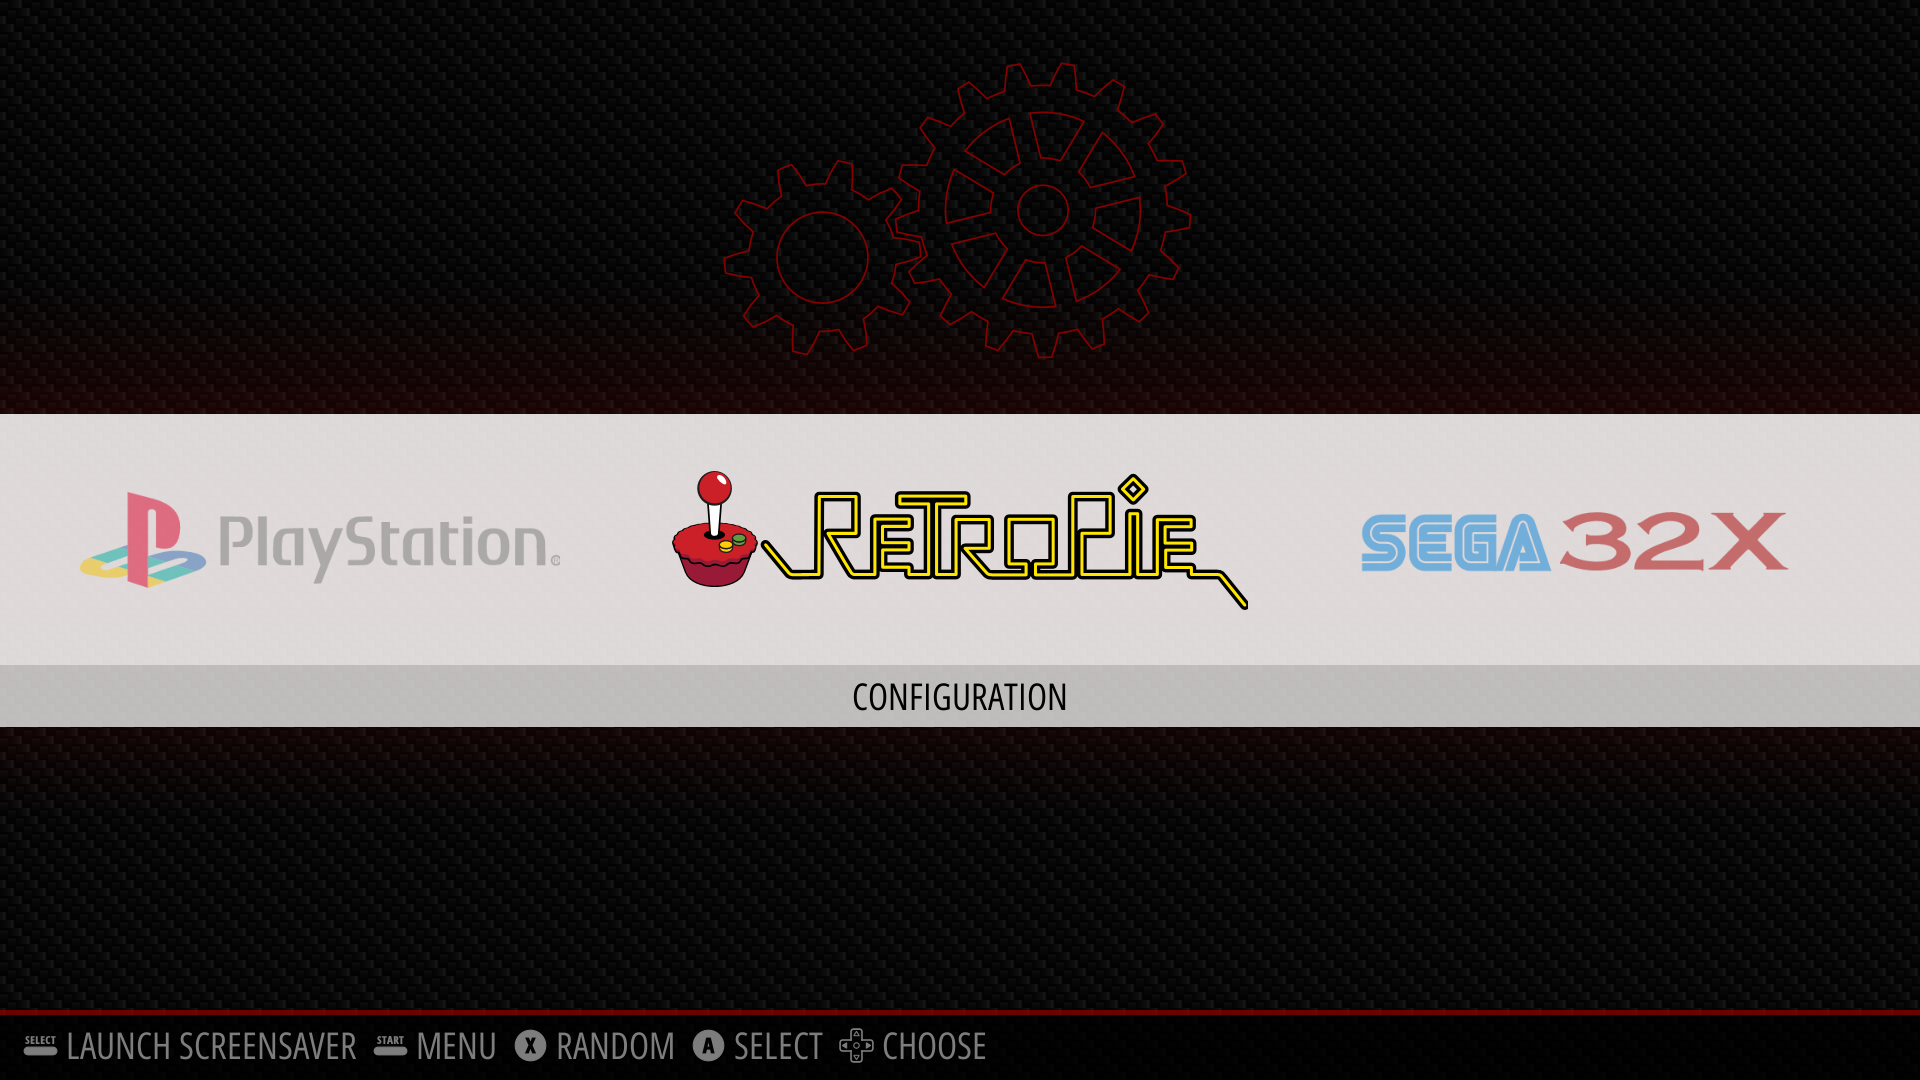 PlayStation®
RetroPie
SEGA 32X
CONFIGURATION
SELECT LAUNCH SCREENSAVER START MENU X RANDOM A SELECT CHOOSE